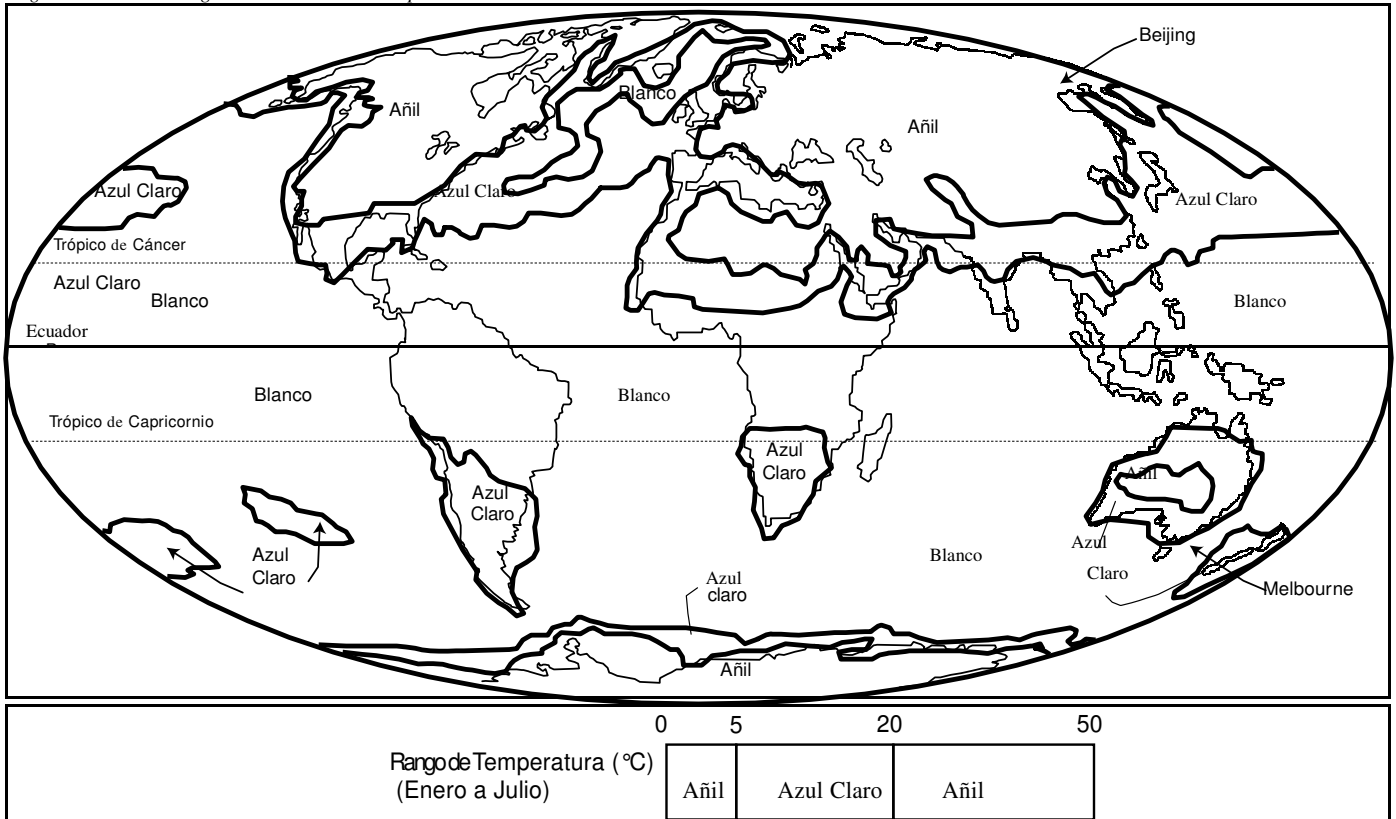 Beijing
Blanco
Añil
Añil
Azul Claro
Azul Claro
Azul Claro
Trópico de Cáncer
Azul Claro
Blanco
Blanco
Ecuador
Blanco
Blanco
Trópico de Capricornio
Azul
Claro
Añil
Azul
Claro
Azul
Claro
Azul
Claro
Blanco
Azul
claro
Melbourne
Añil
0 5 20 50
Rango de Temperatura (°C)
(Enero a Julio)
Añil Azul Claro Añil